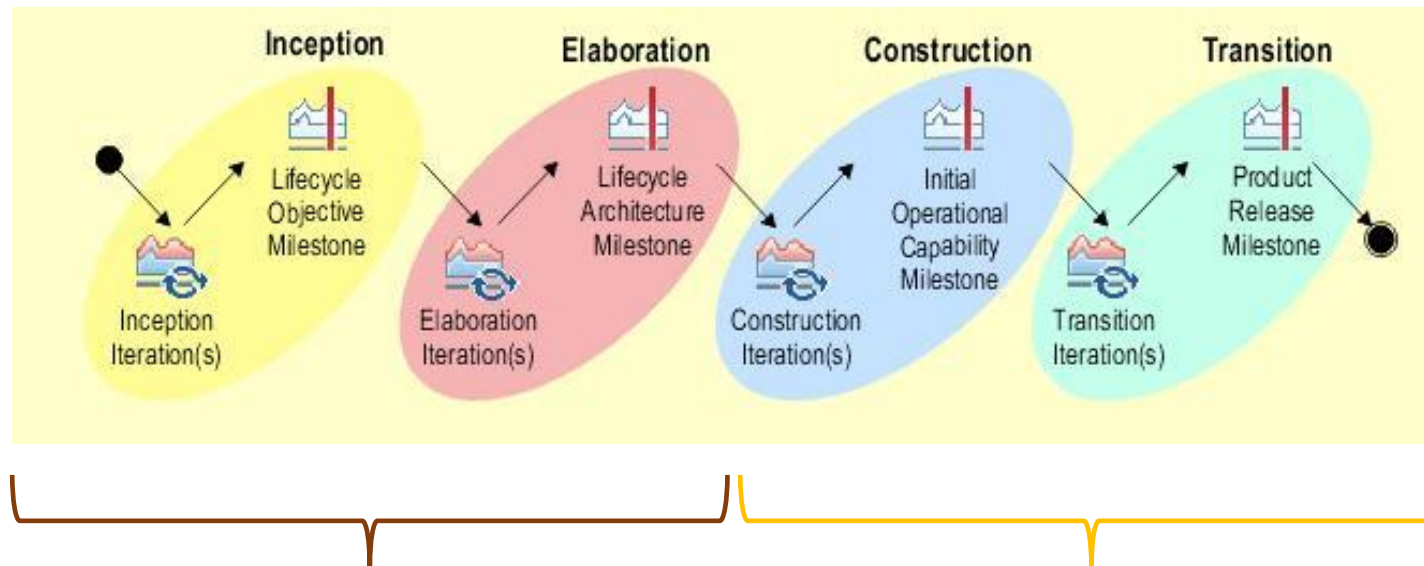 Inception
Lifecycle
Objective
Milestone
Inception
Iteration(s)
Elaboration
Lifecycle
Architecture
Milestone
Elaboration
Iteration(s)
Construction
Initial
Operational
Capability
Milestone
Construction
Iteration(s)
Transition
Product
Release
Milestone
Transition
Iteration(s)